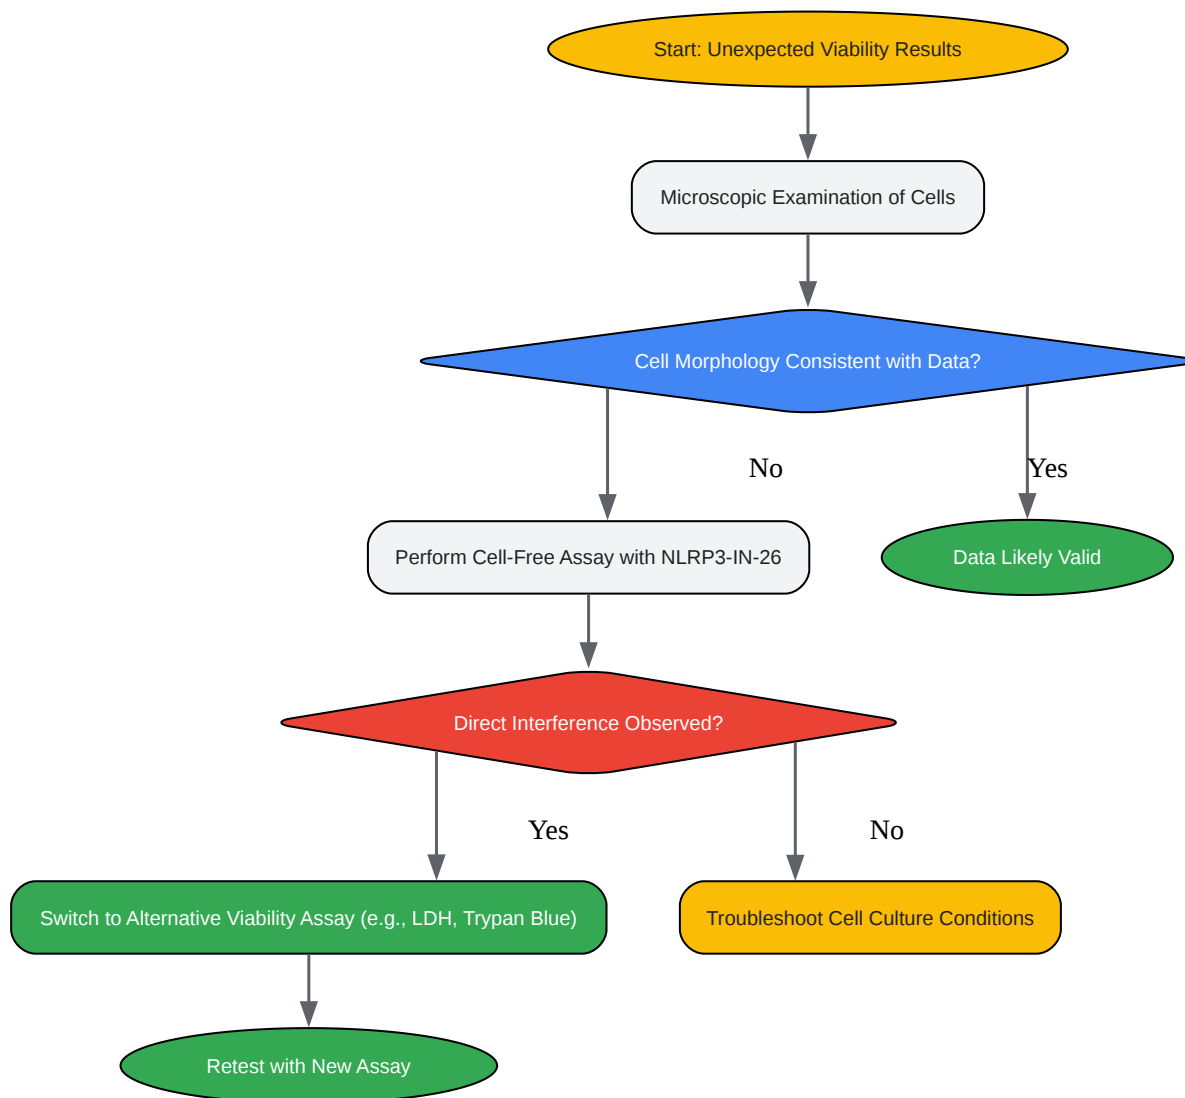 Start: Unexpected Viability Results
Microscopic Examination of Cells
Cell Morphology Consistent with Data?
No
Yes
Perform Cell-Free Assay with NLRP3-IN-26
Data Likely Valid
Direct Interference Observed?
Yes
No
Switch to Alternative Viability Assay (e.g., LDH, Trypan Blue)
Troubleshoot Cell Culture Conditions
Retest with New Assay